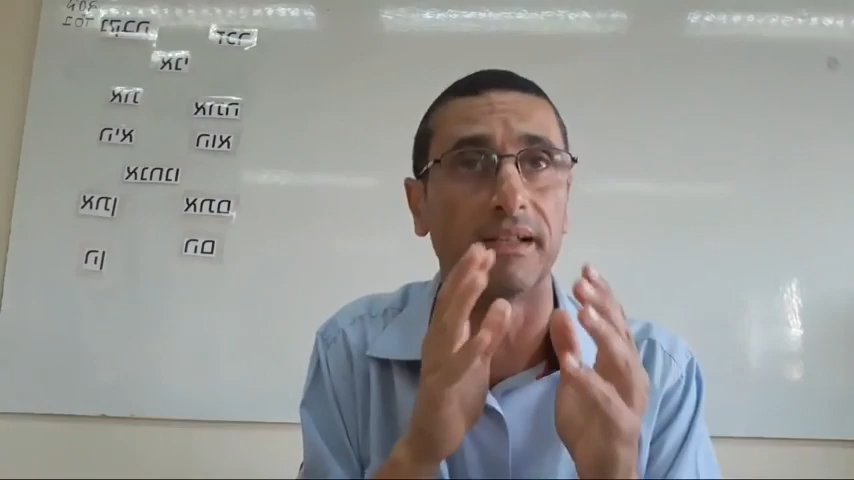 נקבה זכר
אני
את אתה
היא הוא
אנחנו
אתן אתם
הן הם